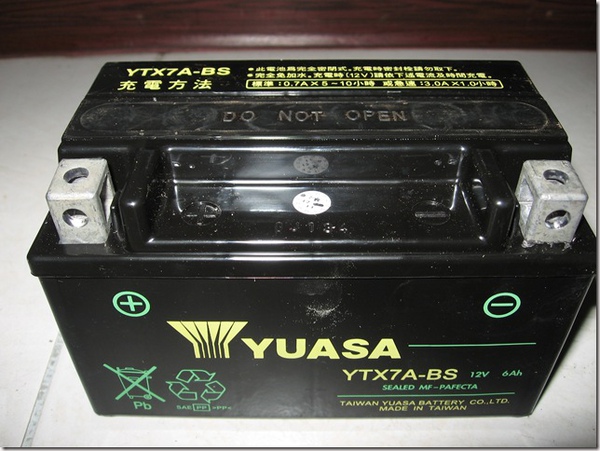 YTX7A-BS
充電方法
•此電池爲完全密閉式。充電時密封栓請勿取下。
•完全免加水。充電時(12V)請依下述電流及時間充電。
標準:0.7A×5~10小時 或急速:3.0A×1.0小時
DO NOT OPEN
YUASA
YTX7A-BS 12V 6Ah
SEALED MF-PAFECTA
TAIWAN YUASA BATTERY CO.,LTD.
MADE IN TAIWAN
Pb
>PP<